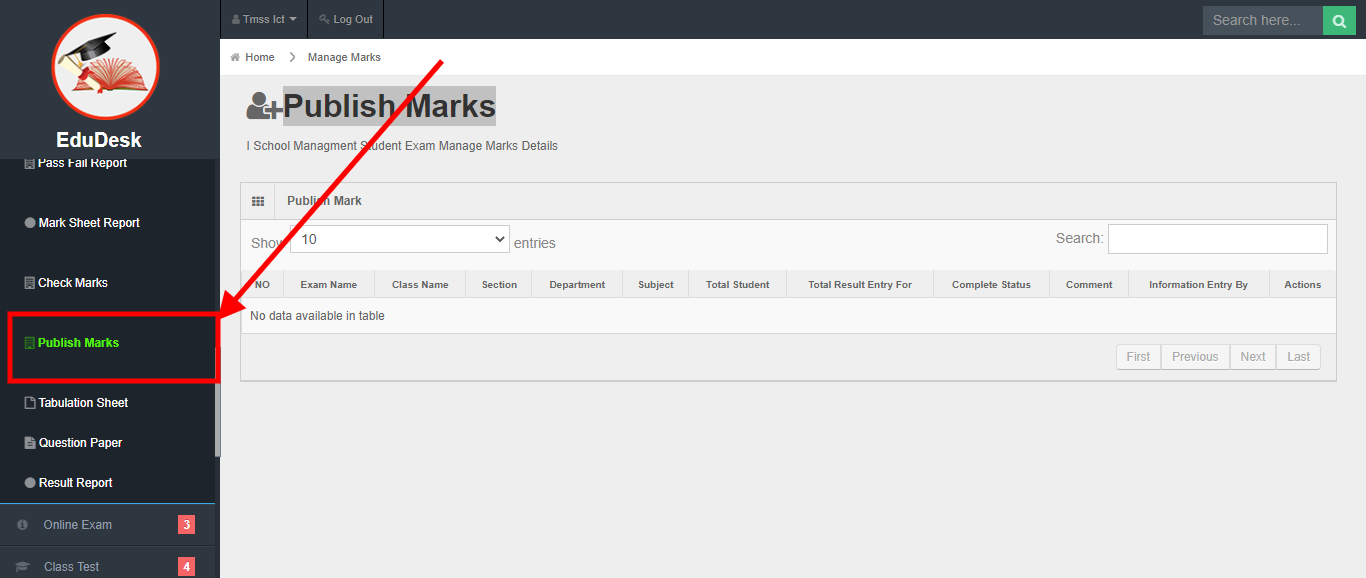 Tmss Ict
Log Out
Search here...
EduDesk
Pass Fail Report
Mark Sheet Report
Check Marks
Publish Marks
Tabulation Sheet
Question Paper
Result Report
Online Exam 3
Class Test 4
Home > Manage Marks
Publish Marks
I School Managment Student Exam Manage Marks Details
Publish Mark
Show 10 entries
Search:
NO Exam Name Class Name Section Department Subject Total Student Total Result Entry For Complete Status Comment Information Entry By Actions
No data available in table
First Previous Next Last